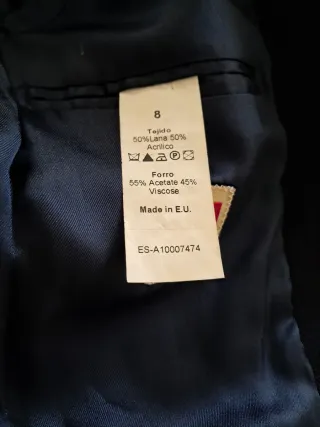 8
Tejido
50%Lana 50%
Acrilico
Forro
55% Acetate 45%
Viscose
Made in E.U.
ES-A10007474